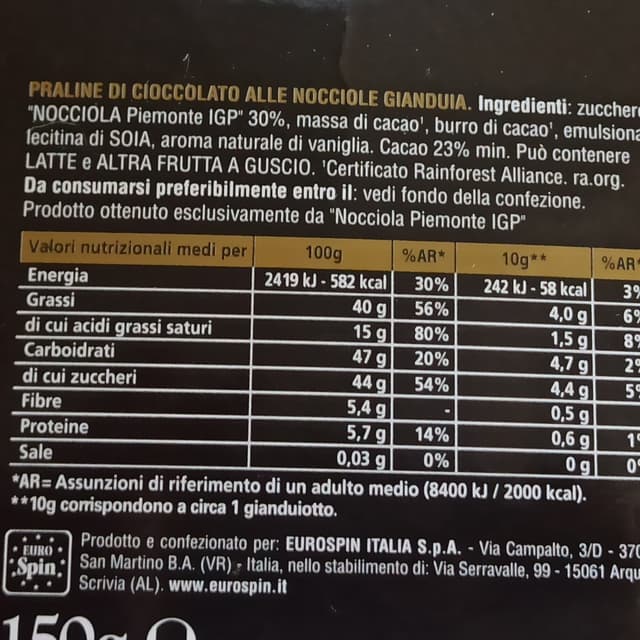 PRALINE DI CIOCCOLATO ALLE NOCCIOLE GIANDUIA. Ingredienti: zuccher
"NOCCIOLA Piemonte IGP" 30%, massa di cacao¹, burro di cacao¹, emulsiona
lecitina di SOIA, aroma naturale di vaniglia. Cacao 23% min. Può contenere
LATTE e ALTRA FRUTTA A GUSCIO. ¹Certificato Rainforest Alliance. ra.org.
Da consumarsi preferibilmente entro il: vedi fondo della confezione.
Prodotto ottenuto esclusivamente da "Nocciola Piemonte IGP"
Valori nutrizionali medi per 100g %AR* 10g** %AR*
Energia 2419 kJ - 582 kcal 30% 242 kJ - 58 kcal 3%
Grassi 40 g 56% 4,0 g 6%
di cui acidi grassi saturi 15 g 80% 1,5 g 8%
Carboidrati 47 g 20% 4,7 g 2%
di cui zuccheri 44 g 54% 4,4 g 5%
Fibre 5,4 g - 0,5 g
Proteine 5,7 g 14% 0,6 g 1%
Sale 0,03 g 0% 0 g 0%
*AR= Assunzioni di riferimento di un adulto medio (8400 kJ / 2000 kcal).
**10g corrispondono a circa 1 gianduiotto.
EURO
Spin
Prodotto e confezionato per: EUROSPIN ITALIA S.p.A. - Via Campalto, 3/D - 370
San Martino B.A. (VR) - Italia, nello stabilimento di: Via Serravalle, 99 - 15061 Arqu
Scrivia (AL). www.eurospin.it
150g